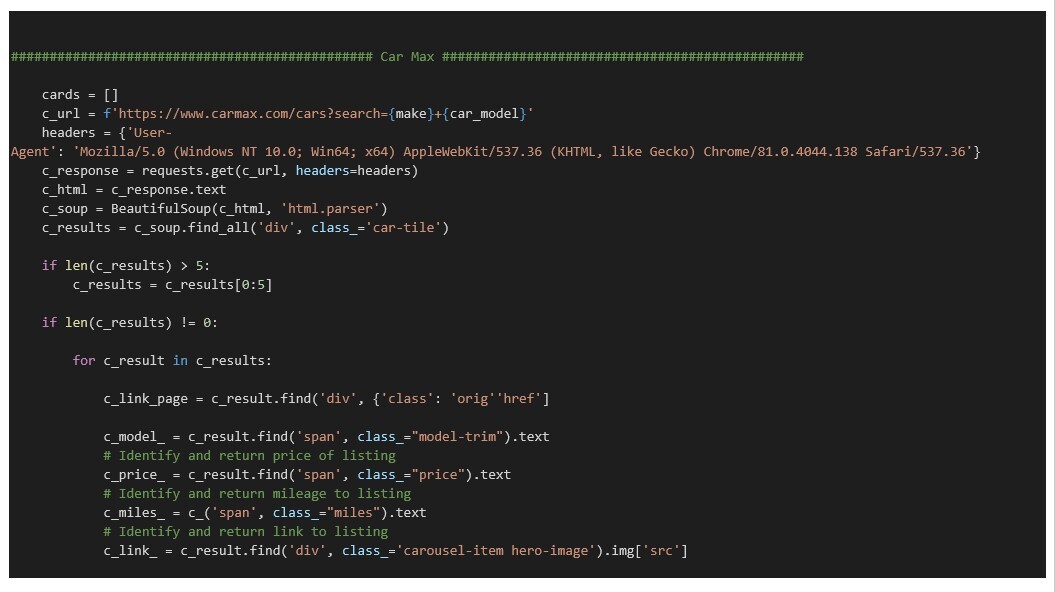 ############################################### Car Max ###############################################
cards = []
c_url = f'https://www.carmax.com/cars?search={make}+{car_model}'
headers = {'User-
Agent': 'Mozilla/5.0 (Windows NT 10.0; Win64; x64) AppleWebKit/537.36 (KHTML, like Gecko) Chrome/81.0.4044.138 Safari/537.36'}
c_response = requests.get(c_url, headers=headers)
c_html = c_response.text
c_soup = BeautifulSoup(c_html, 'html.parser')
c_results = c_soup.find_all('div', class_='car-tile')
if len(c_results) > 5:
c_results = c_results[0:5]
if len(c_results) != 0:
for c_result in c_results:
c_link_page = c_result.find('div', {'class': 'orig''href']
c_model_ = c_result.find('span', class_="model-trim").text
# Identify and return price of listing
c_price_ = c_result.find('span', class_="price").text
# Identify and return mileage to listing
c_miles_ = c_('span', class_="miles").text
# Identify and return link to listing
c_link_ = c_result.find('div', class_='carousel-item hero-image').img['src']